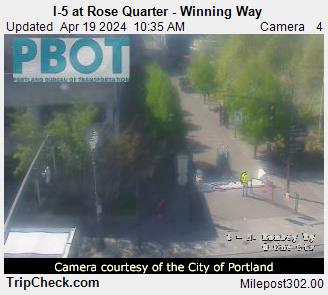 I-5 at Rose Quarter - Winning Way
Updated Apr 19 2024 10:35 AM Camera 4
PBOT
PORTLAND BUREAU OF TRANSPORTATION
Camera courtesy of the City of Portland
TripCheck.com Milepost302.00